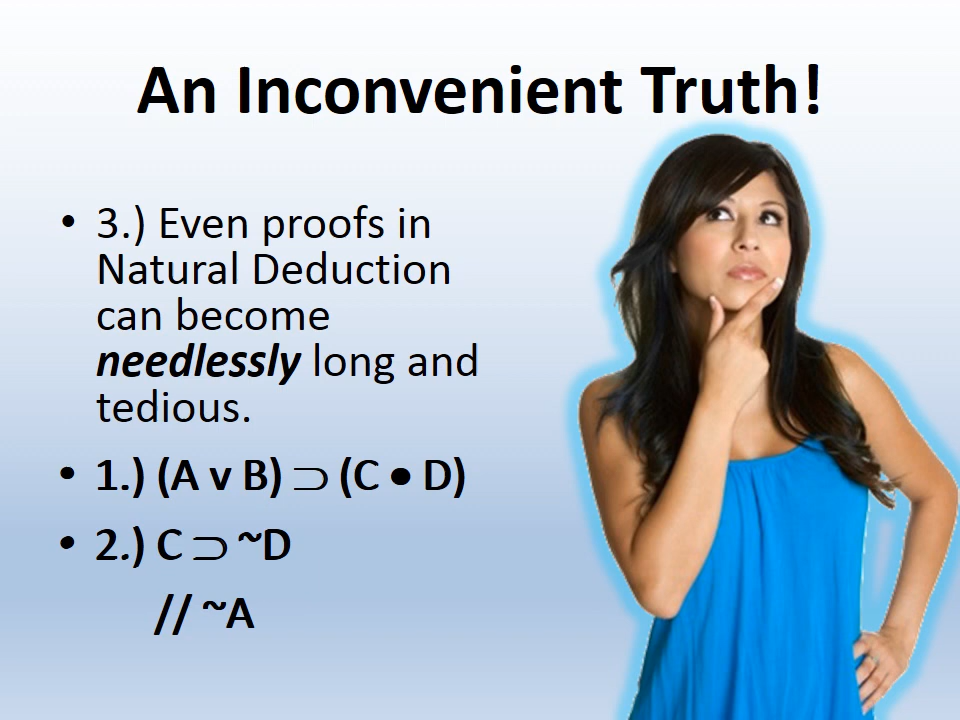 An Inconvenient Truth!
• 3.) Even proofs in
Natural Deduction
can become
needlessly long and
tedious.
• 1.) (A v B) ⊃ (C • D)
• 2.) C ⊃ ~D
// ~A